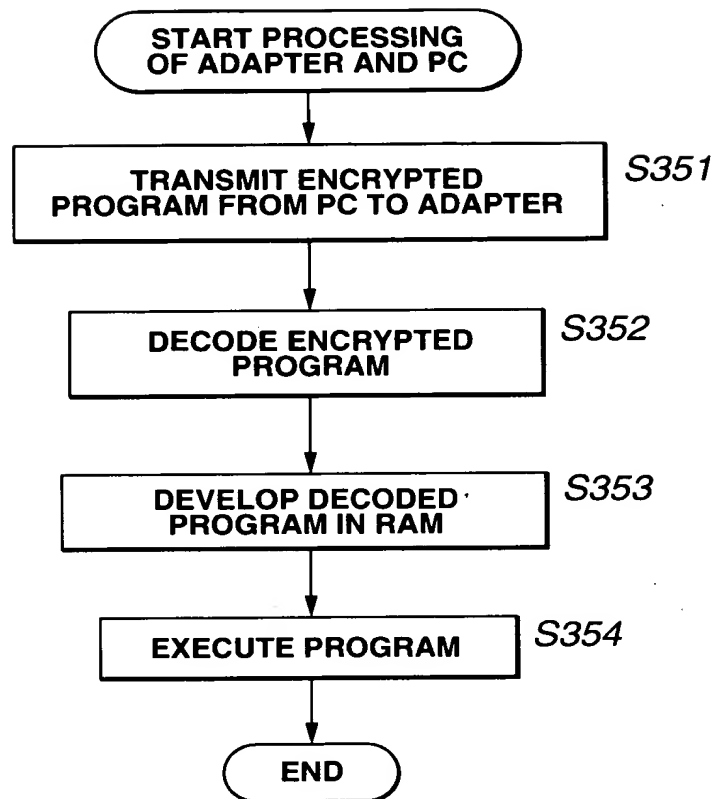 START PROCESSING
OF ADAPTER AND PC
TRANSMIT ENCRYPTED
PROGRAM FROM PC TO ADAPTER
S351
DECODE ENCRYPTED
PROGRAM
S352
DEVELOP DECODED
PROGRAM IN RAM
S353
EXECUTE PROGRAM
S354
END